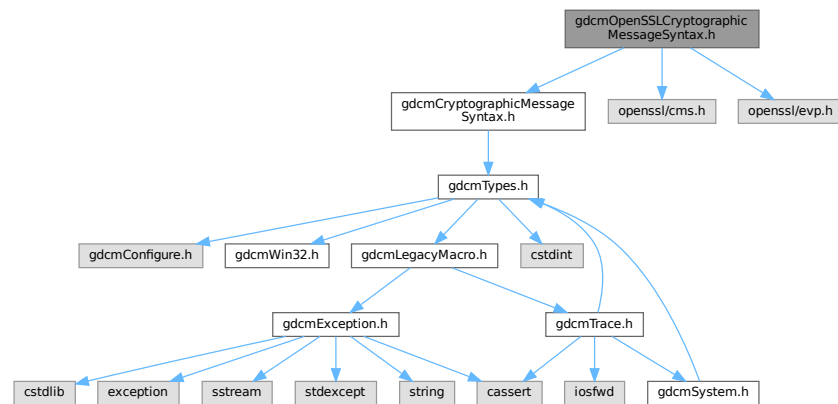 gdcmOpenSSLCryptographic
MessageSyntax.h
gdcmCryptographicMessage
Syntax.h
openssl/cms.h
openssl/evp.h
gdcmTypes.h
gdcmConfigure.h
gdcmWin32.h
gdcmLegacyMacro.h
cstdint
gdcmException.h
gdcmTrace.h
cstdlib
exception
sstream
stdexcept
string
cassert
iosfwd
gdcmSystem.h